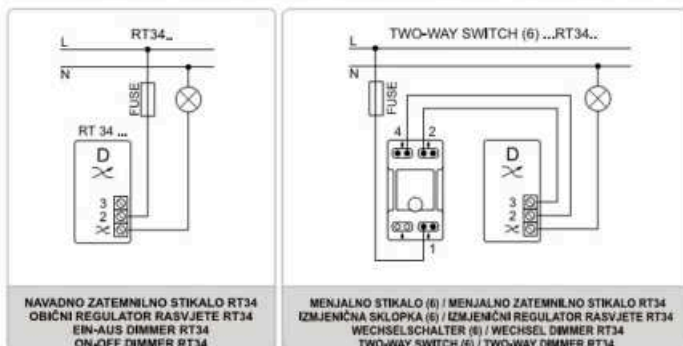 RT34..
L
N
FUSE
RT 34 ...
D
3
2
NAVADNO ZATEMNILNO STIKALO RT34
OBIČNI REGULATOR RASVJETE RT34
EIN-AUS DIMMER RT34
ON-OFF DIMMER RT34
TWO-WAY SWITCH (6) ...RT34..
L
N
FUSE
4 2
D
3
2
1
MENJALNO STIKALO (6) / MENJALNO ZATEMNILNO STIKALO RT34
IZMJENIČNA SKLOPKA (6) / IZMJENIČNI REGULATOR RASVJETE RT34
WECHSELSCHALTER (6) / WECHSEL DIMMER RT34
TWO-WAY SWITCH (6) / TWO-WAY DIMMER RT34